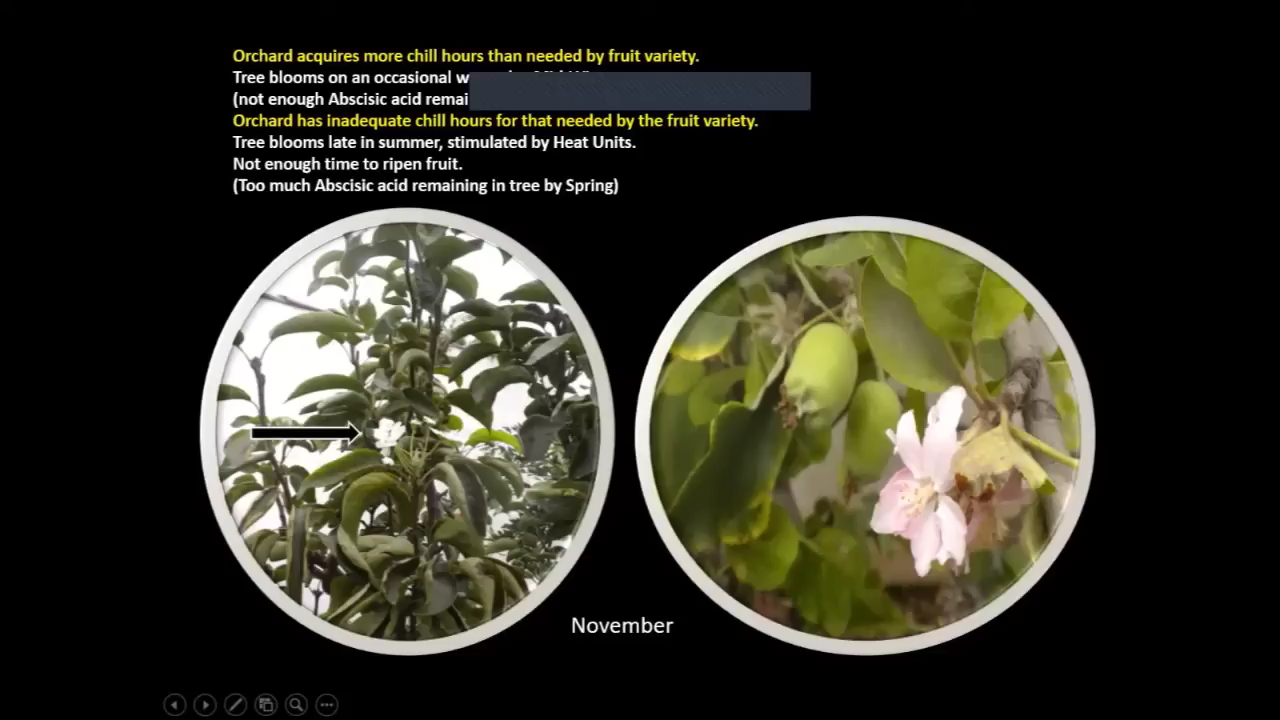 Orchard acquires more chill hours than needed by fruit variety.
Tree blooms on an occasional
(not enough Abscisic acid
Orchard has inadequate chill hours for that needed by the fruit variety.
Tree blooms late in summer, stimulated by Heat Units.
Not enough time to ripen fruit.
(Too much Abscisic acid remaining in tree by Spring)
November